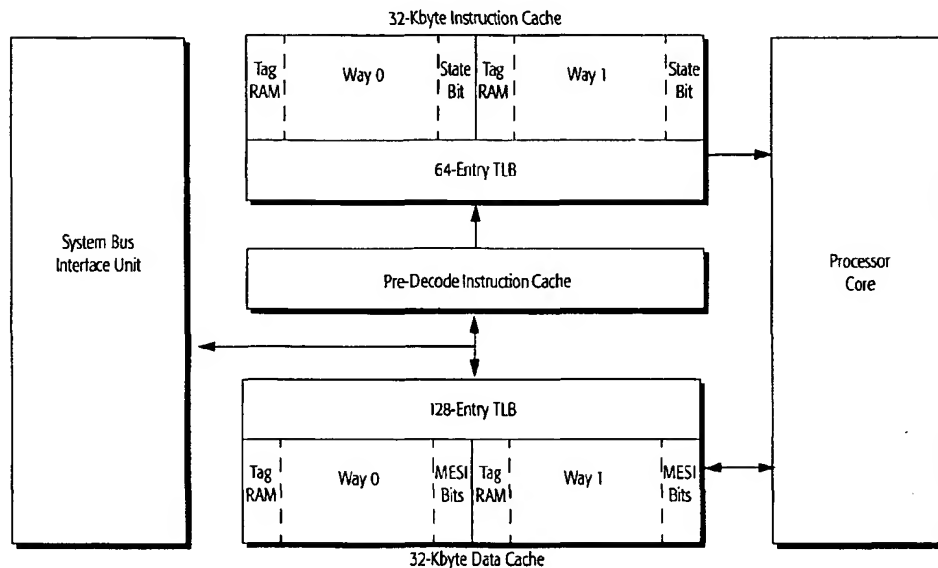 32-Kbyte Instruction Cache
Tag RAM
Way 0
State Bit
Tag RAM
Way 1
State Bit
64-Entry TLB
System Bus
Interface Unit
Pre-Decode Instruction Cache
Processor
Core
128-Entry TLB
Tag RAM
Way 0
MESI Bits
Tag RAM
Way 1
MESI Bits
32-Kbyte Data Cache